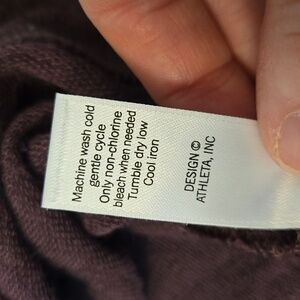 Machine wash cold
gentle cycle
Only non-chlorine
bleach when needed
Tumble dry low
Cool iron
DESIGN ©
ATHLETA, INC